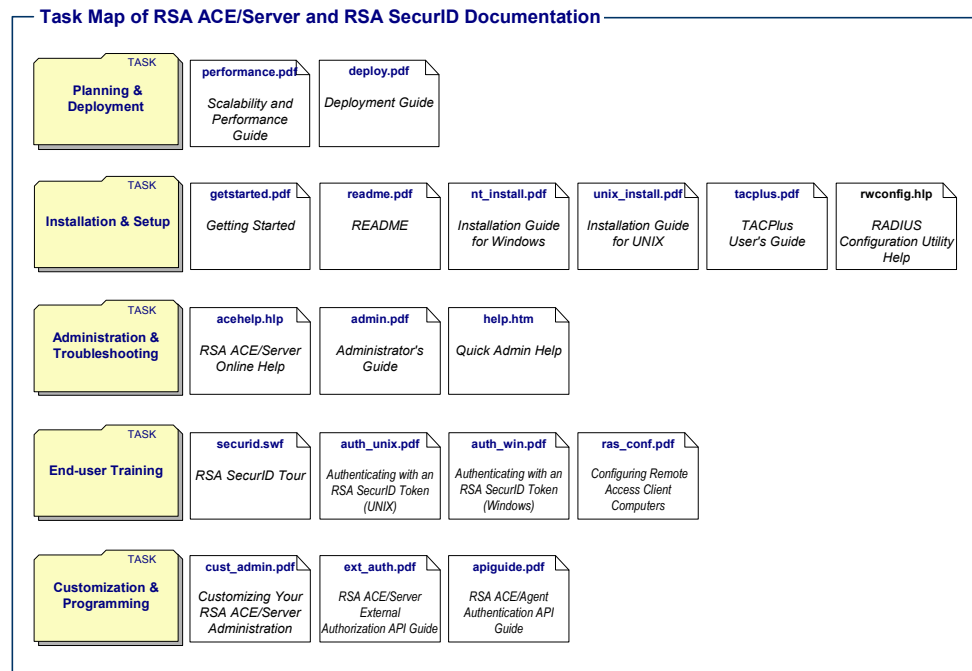 Task Map of RSA ACE/Server and RSA SecurID Documentation
TASK
Planning &
Deployment
performance.pdf
Scalability and
Performance
Guide
deploy.pdf
Deployment Guide
TASK
Installation & Setup
getstarted.pdf
Getting Started
readme.pdf
README
nt_install.pdf
Installation Guide
for Windows
unix_install.pdf
Installation Guide
for UNIX
tacplus.pdf
TACPlus
User's Guide
rwconfig.hlp
RADIUS
Configuration Utility
Help
TASK
Administration &
Troubleshooting
acehelp.hlp
RSA ACE/Server
Online Help
admin.pdf
Administrator's
Guide
help.htm
Quick Admin Help
TASK
End-user Training
securid.swf
RSA SecurID Tour
auth_unix.pdf
Authenticating with an
RSA SecurID Token
(UNIX)
auth_win.pdf
Authenticating with an
RSA SecurID Token
(Windows)
ras_conf.pdf
Configuring Remote
Access Client
Computers
TASK
Customization &
Programming
cust_admin.pdf
Customizing Your
RSA ACE/Server
Administration
ext_auth.pdf
RSA ACE/Server
External
Authorization API Guide
apiguide.pdf
RSA ACE/Agent
Authentication API
Guide